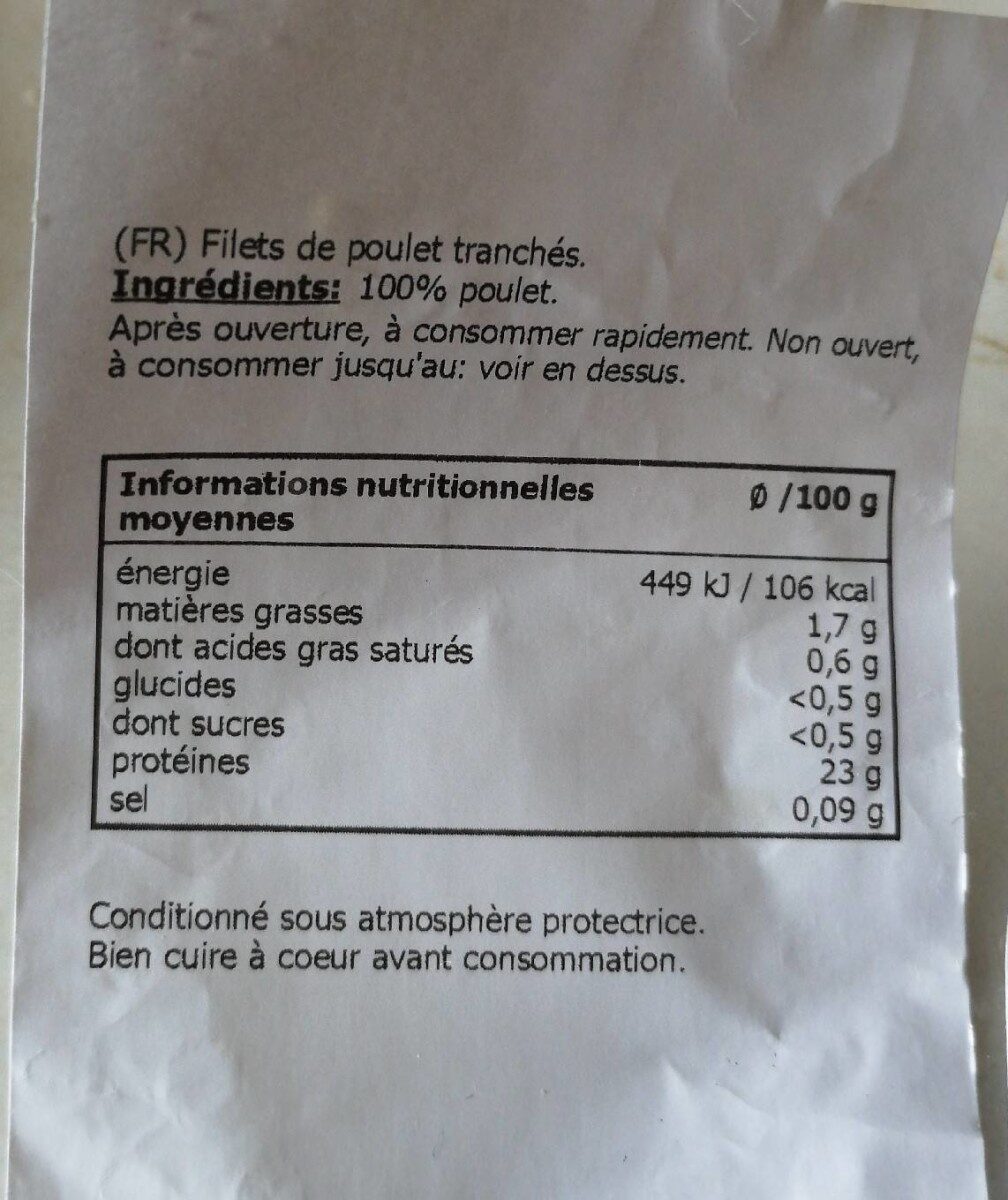 (FR) Filets de poulet tranchés.
Ingrédients: 100% poulet.
Après ouverture, à consommer rapidement. Non ouvert,
à consommer jusqu'au: voir en dessus.
Informations nutritionnelles moyennes Ø /100 g
énergie 449 kJ / 106 kcal
matières grasses 1,7 g
dont acides gras saturés 0,6 g
glucides <0,5 g
dont sucres <0,5 g
protéines 23 g
sel 0,09 g
Conditionné sous atmosphère protectrice.
Bien cuire à coeur avant consommation.